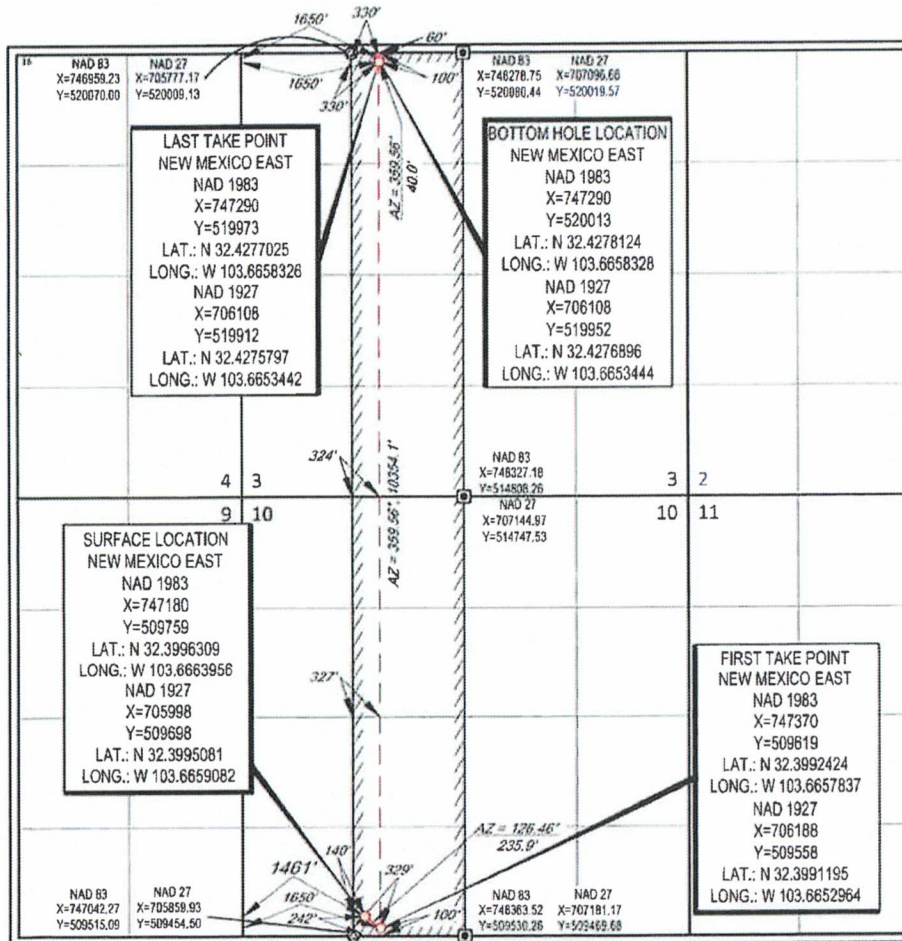 1650'
330'
60'
16
NAD 83
X=746959.23
Y=520070.00
NAD 27
X=705777.17
Y=520009.13
1650'
330'
100'
NAD 83
X=748278.75
Y=520080.44
NAD 27
X=707096.66
Y=520019.57
LAST TAKE POINT
NEW MEXICO EAST
NAD 1983
X=747290
Y=519973
LAT.: N 32.4277025
LONG.: W 103.6658326
NAD 1927
X=706108
Y=519912
LAT.: N 32.4275797
LONG.: W 103.6653442
AZ = 359.56°
40.0'
BOTTOM HOLE LOCATION
NEW MEXICO EAST
NAD 1983
X=747290
Y=520013
LAT.: N 32.4278124
LONG.: W 103.6658328
NAD 1927
X=706108
Y=519952
LAT.: N 32.4276896
LONG.: W 103.6653444
324'
AZ = 359.56°, 10354.1'
NAD 83
X=748327.18
Y=514808.26
NAD 27
X=707144.97
Y=514747.53
4 3
9 10
3 2
10 11
SURFACE LOCATION
NEW MEXICO EAST
NAD 1983
X=747180
Y=509759
LAT.: N 32.3996309
LONG.: W 103.6663956
NAD 1927
X=705998
Y=509698
LAT.: N 32.3995081
LONG.: W 103.6659082
327'
FIRST TAKE POINT
NEW MEXICO EAST
NAD 1983
X=747370
Y=509619
LAT.: N 32.3992424
LONG.: W 103.6657837
NAD 1927
X=706188
Y=509558
LAT.: N 32.3991195
LONG.: W 103.6652964
AZ = 126.46°
235.9'
140'
1461'
329'
1650'
242'
100'
NAD 83
X=747042.27
Y=509515.09
NAD 27
X=705859.93
Y=509454.50
NAD 83
X=748363.52
Y=509530.26
NAD 27
X=707181.17
Y=509469.68